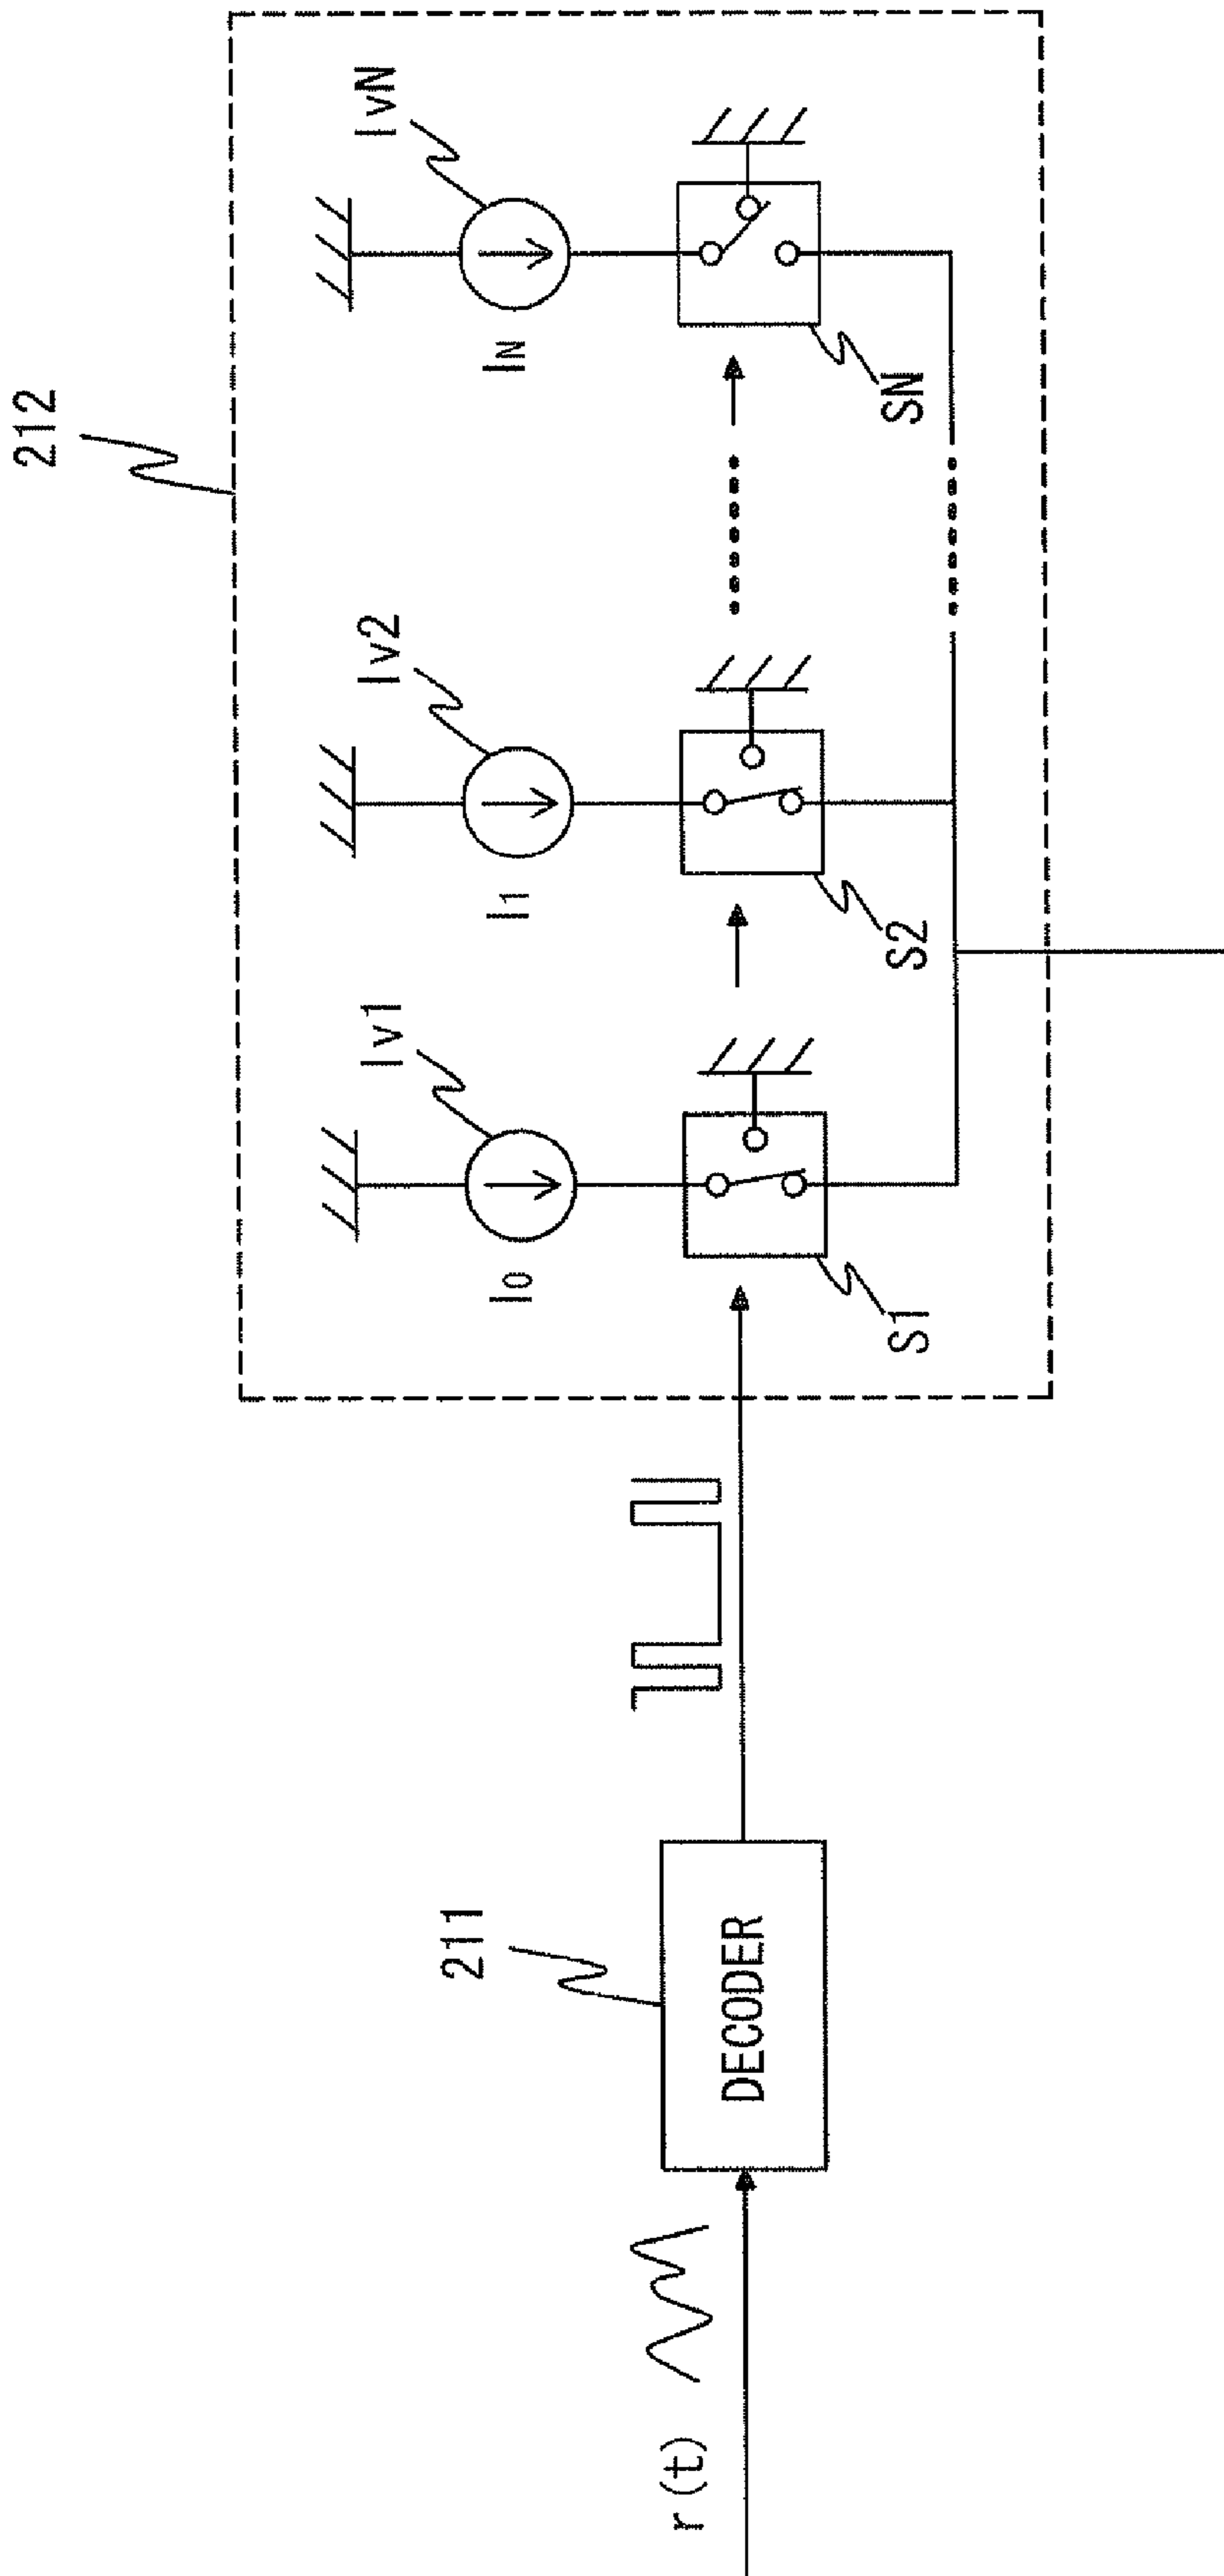 212
Iv1
Iv2
IvN
I0
I1
IN
S1
S2
SN
211
DECODER
r(t)